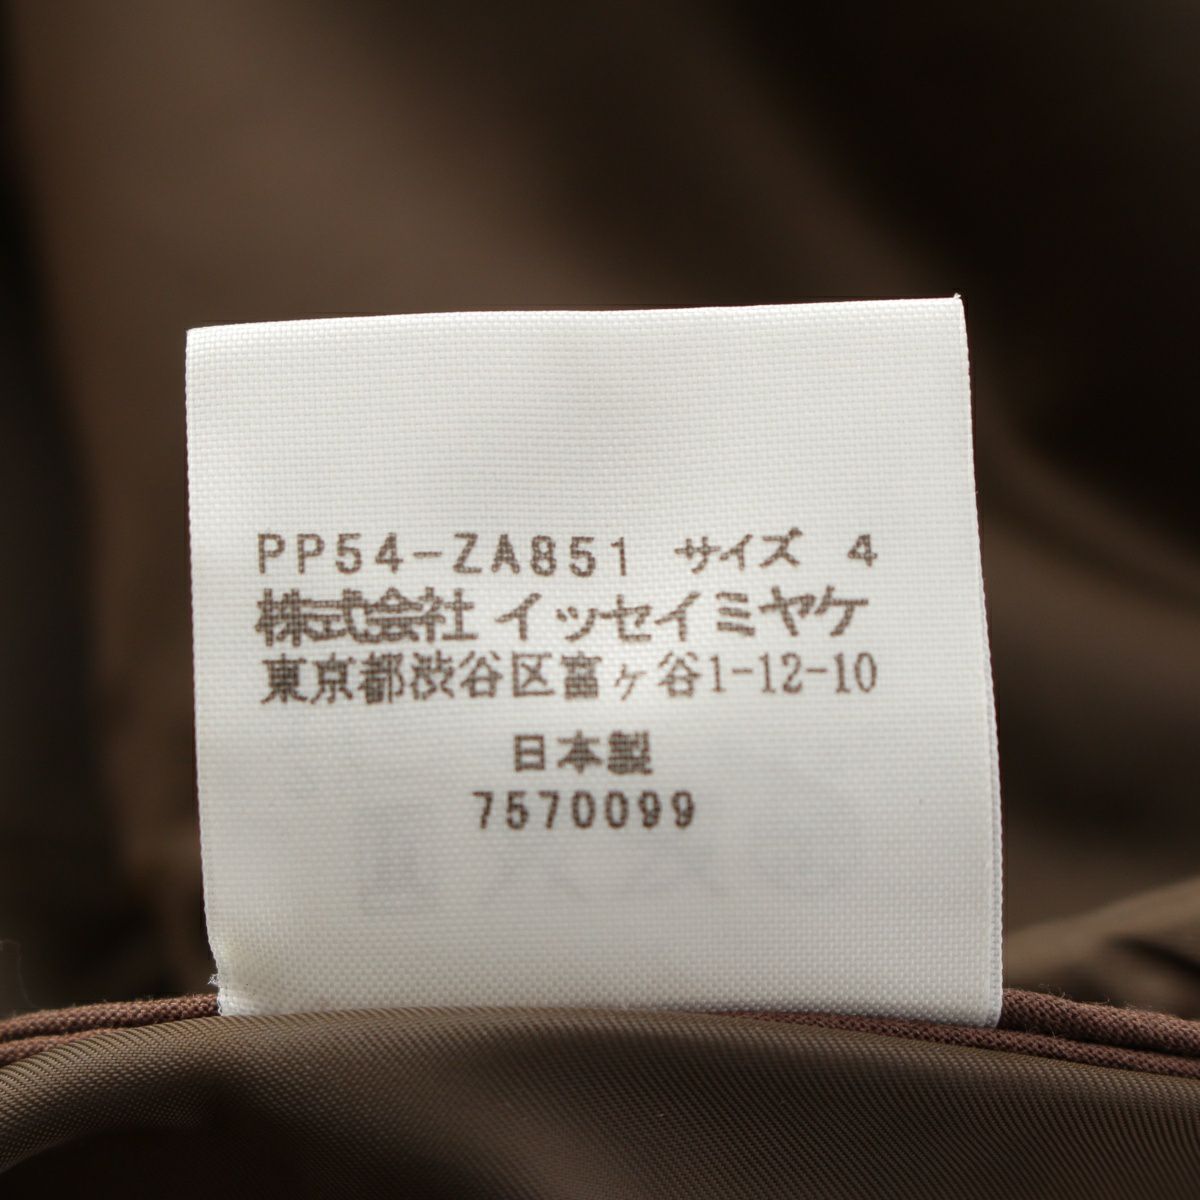 PP54-ZA851 サイズ 4
株式会社 イッセイミヤケ
東京都渋谷区富ヶ谷1-12-10
日本製
7570099